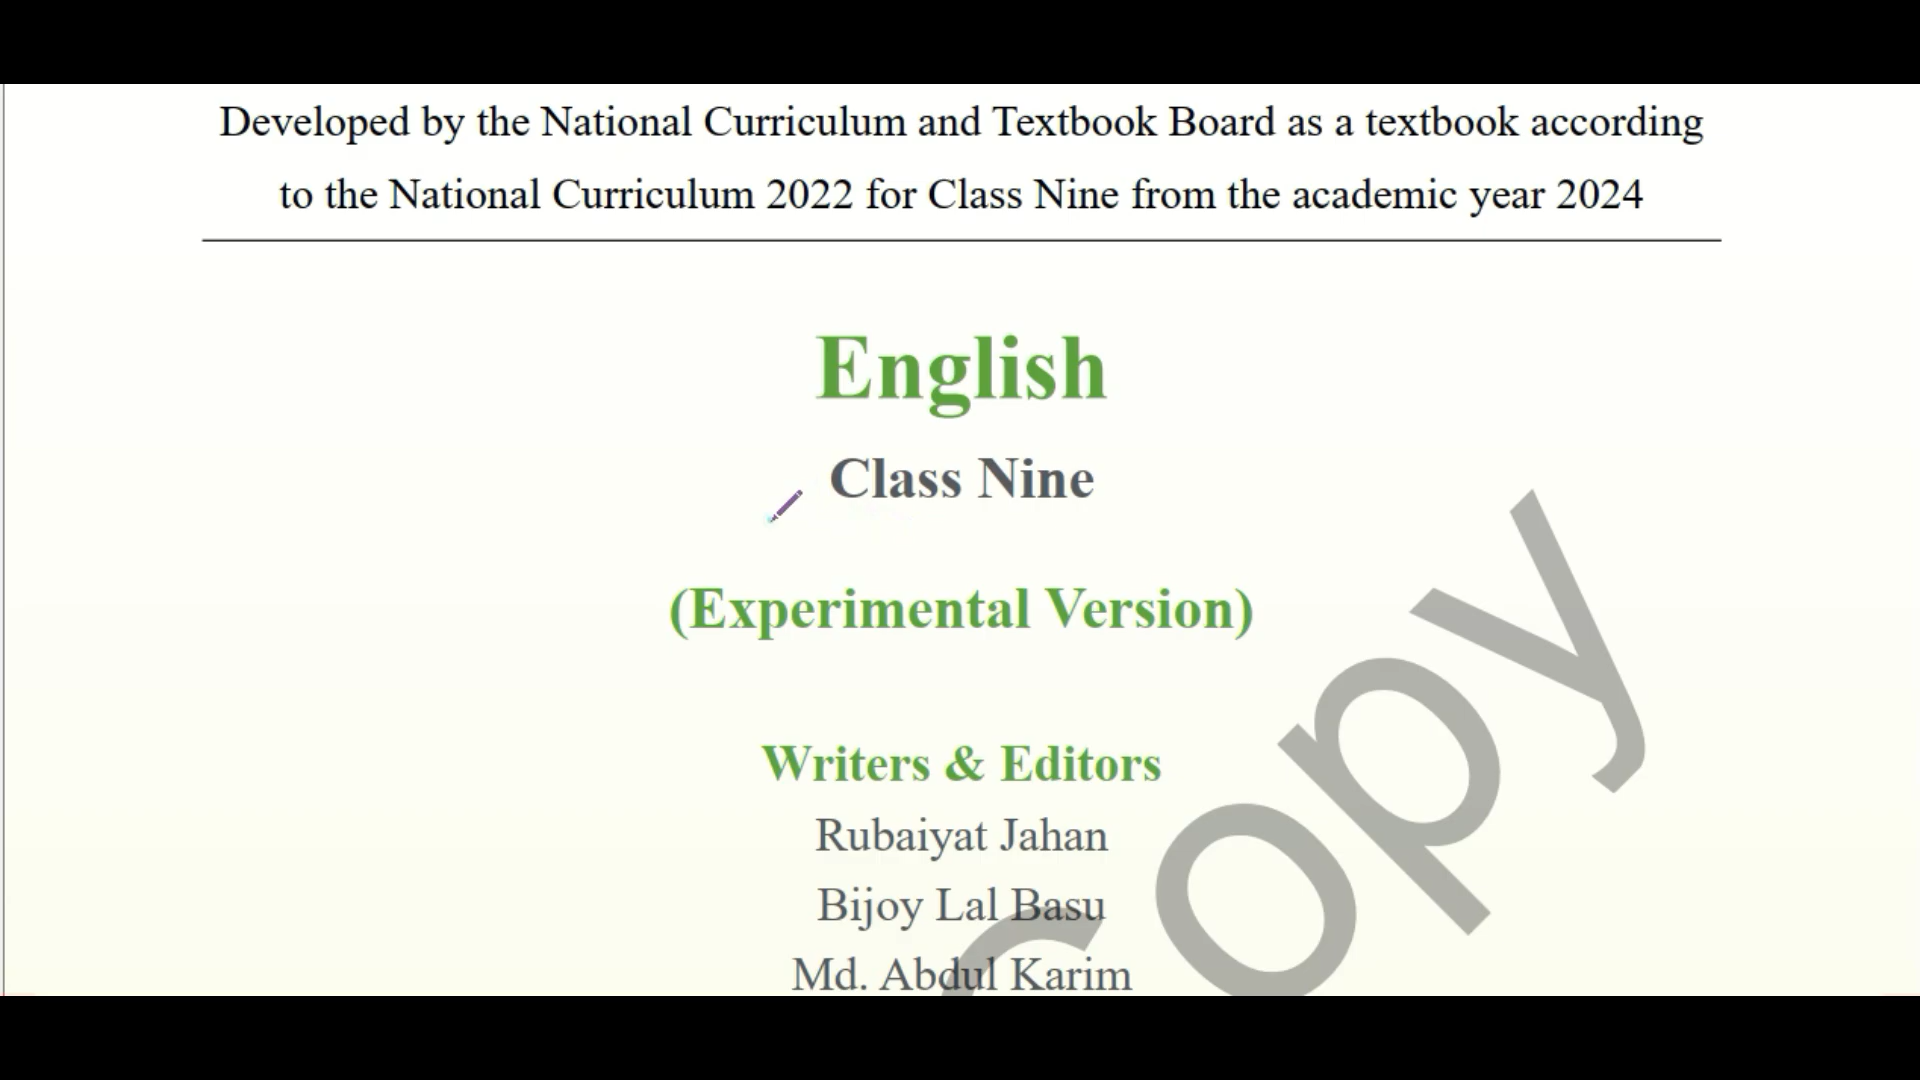 Developed by the National Curriculum and Textbook Board as a textbook according
to the National Curriculum 2022 for Class Nine from the academic year 2024
English
Class Nine
(Experimental Version)
Writers & Editors
Rubaiyat Jahan
Bijoy Lal Basu
Md. Abdul Karim
copy